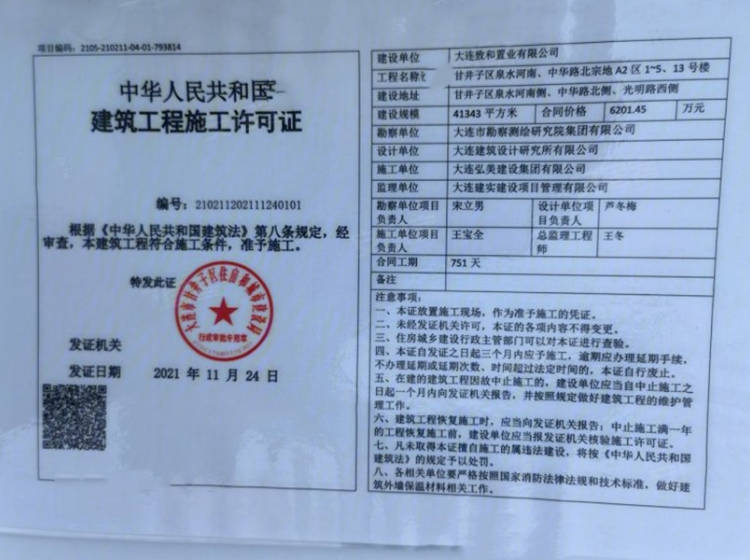 项目编码：2105-210211-04-01-793814
中华人民共和国
建筑工程施工许可证
编号：210211202111240101
根据《中华人民共和国建筑法》第八条规定，经
审查，本建筑工程符合施工条件，准予施工。
特发此证
大连市甘井子区住房和城市建设局
行政审批专用章
发证机关
发证日期 2021 年 11 月 24 日
建设单位 大连致和置业有限公司
工程名称 甘井子区泉水河南、中华路北宗地 A2 区 1~5、13 号楼
建设地址 甘井子区泉水河南侧、中华路北侧、光明路西侧
建设规模 41343 平方米 合同价格 6201.45 万元
勘察单位 大连市勘察测绘研究院集团有限公司
设计单位 大连建筑设计研究所有限公司
施工单位 大连弘美建设集团有限公司
监理单位 大连建实建设项目管理有限公司
勘察单位项目负责人 宋立男 设计单位项目负责人 芦冬梅
施工单位项目负责人 王宝全 总监理工程师 王冬
合同工期 751 天
备注
注意事项：
一、本证放置施工现场，作为准予施工的凭证。
二、未经发证机关许可，本证的各项内容不得变更。
三、住房城乡建设行政主管部门可以对本证进行查验。
四、本证自发证之日起三个月内应予施工，逾期应办理延期手续，
不办理延期或延期次数、时间超过法定时间的，本证自行废止。
五、在建的建筑工程因故中止施工的，建设单位应当自中止施工之
日起一个月内向发证机关报告，并按照规定做好建筑工程的维护管
理工作。
六、建筑工程恢复施工时，应当向发证机关报告；中止施工满一年
的工程恢复施工前，建设单位应当报发证机关核验施工许可证。
七、凡未取得本证擅自施工的属违法建设，将按《中华人民共和国
建筑法》的规定予以处罚。
八、各相关单位要严格按照国家消防法律法规和技术标准，做好建
筑外墙保温材料相关工作。